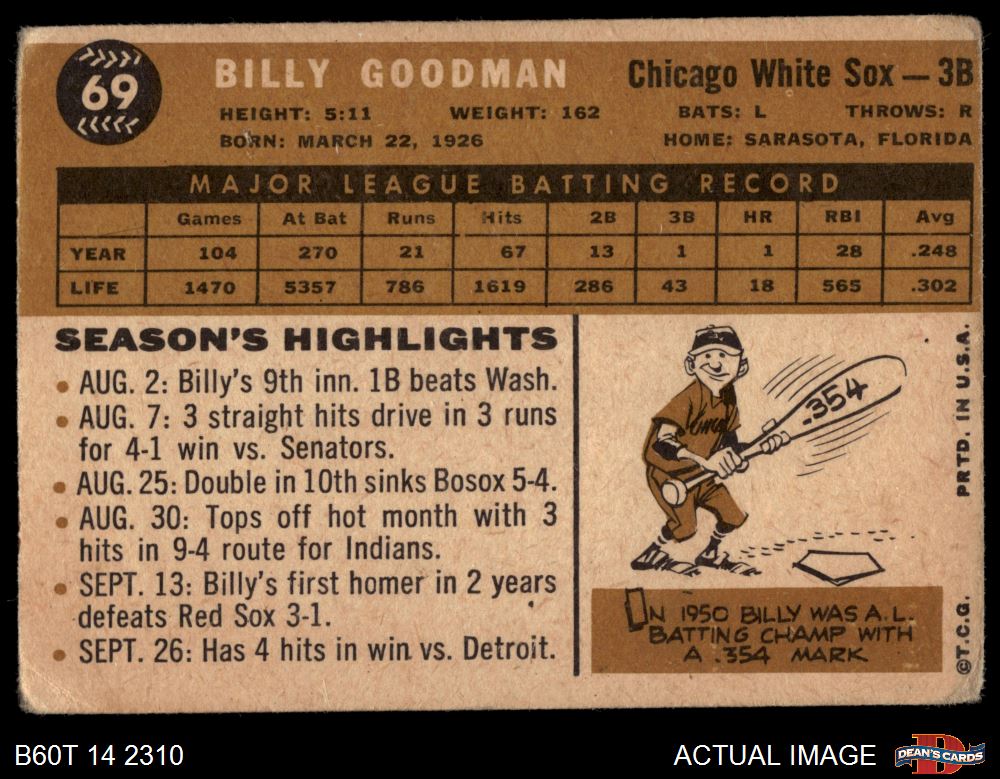 69
BILLY GOODMAN
Chicago White Sox — 3B
HEIGHT: 5:11 WEIGHT: 162 BATS: L THROWS: R
BORN: MARCH 22, 1926 HOME: SARASOTA, FLORIDA
MAJOR LEAGUE BATTING RECORD
Games At Bat Runs Hits 2B 3B HR RBI Avg
YEAR 104 270 21 67 13 1 1 28 .248
LIFE 1470 5357 786 1619 286 43 18 565 .302
SEASON'S HIGHLIGHTS
• AUG. 2: Billy's 9th inn. 1B beats Wash.
• AUG. 7: 3 straight hits drive in 3 runs
for 4-1 win vs. Senators.
• AUG. 25: Double in 10th sinks Bosox 5-4.
• AUG. 30: Tops off hot month with 3
hits in 9-4 route for Indians.
• SEPT. 13: Billy's first homer in 2 years
defeats Red Sox 3-1.
• SEPT. 26: Has 4 hits in win vs. Detroit.
.354
IN 1950 BILLY WAS A.L.
BATTING CHAMP WITH
A .354 MARK
©T.C.G. PRTD. IN U.S.A.
B60T 14 2310
ACTUAL IMAGE
D
DEAN'S CARDS